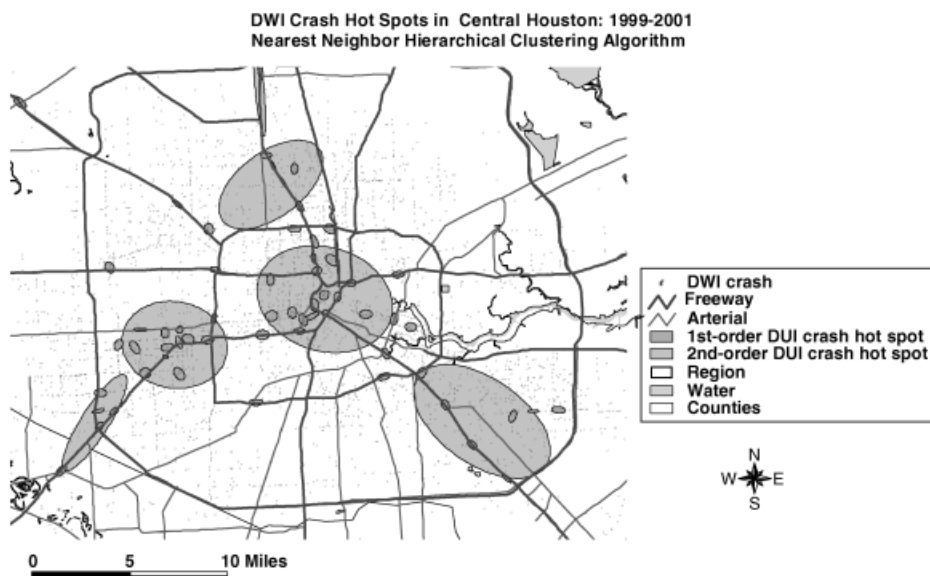 DWI Crash Hot Spots in Central Houston: 1999-2001
Nearest Neighbor Hierarchical Clustering Algorithm
DWI crash
Freeway
Arterial
1st-order DUI crash hot spot
2nd-order DUI crash hot spot
Region
Water
Counties
N
W E
S
0 5 10 Miles